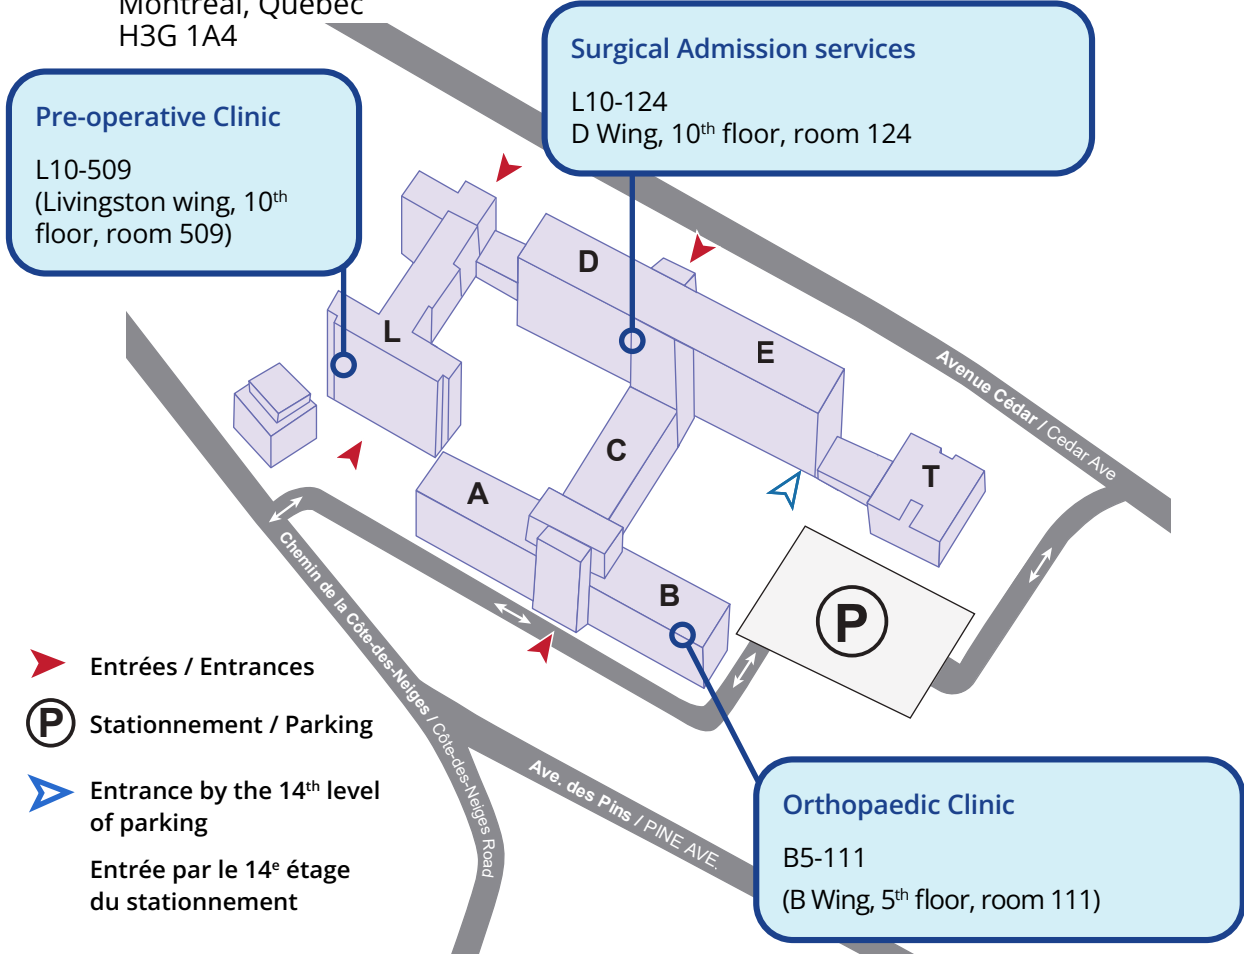 Montréal, Québec
H3G 1A4
Surgical Admission services
L10-124
D Wing, 10th floor, room 124
Pre-operative Clinic
L10-509
(Livingston wing, 10th
floor, room 509)
D
E
L
C
A
B
T
P
Avenue Cédar / Cedar Ave
Chemin de la Côte-des-Neiges / Côte-des-Neiges Road
Ave. des Pins / PINE AVE.
Entrées / Entrances
P Stationnement / Parking
Entrance by the 14th level
of parking
Entrée par le 14e étage
du stationnement
Orthopaedic Clinic
B5-111
(B Wing, 5th floor, room 111)